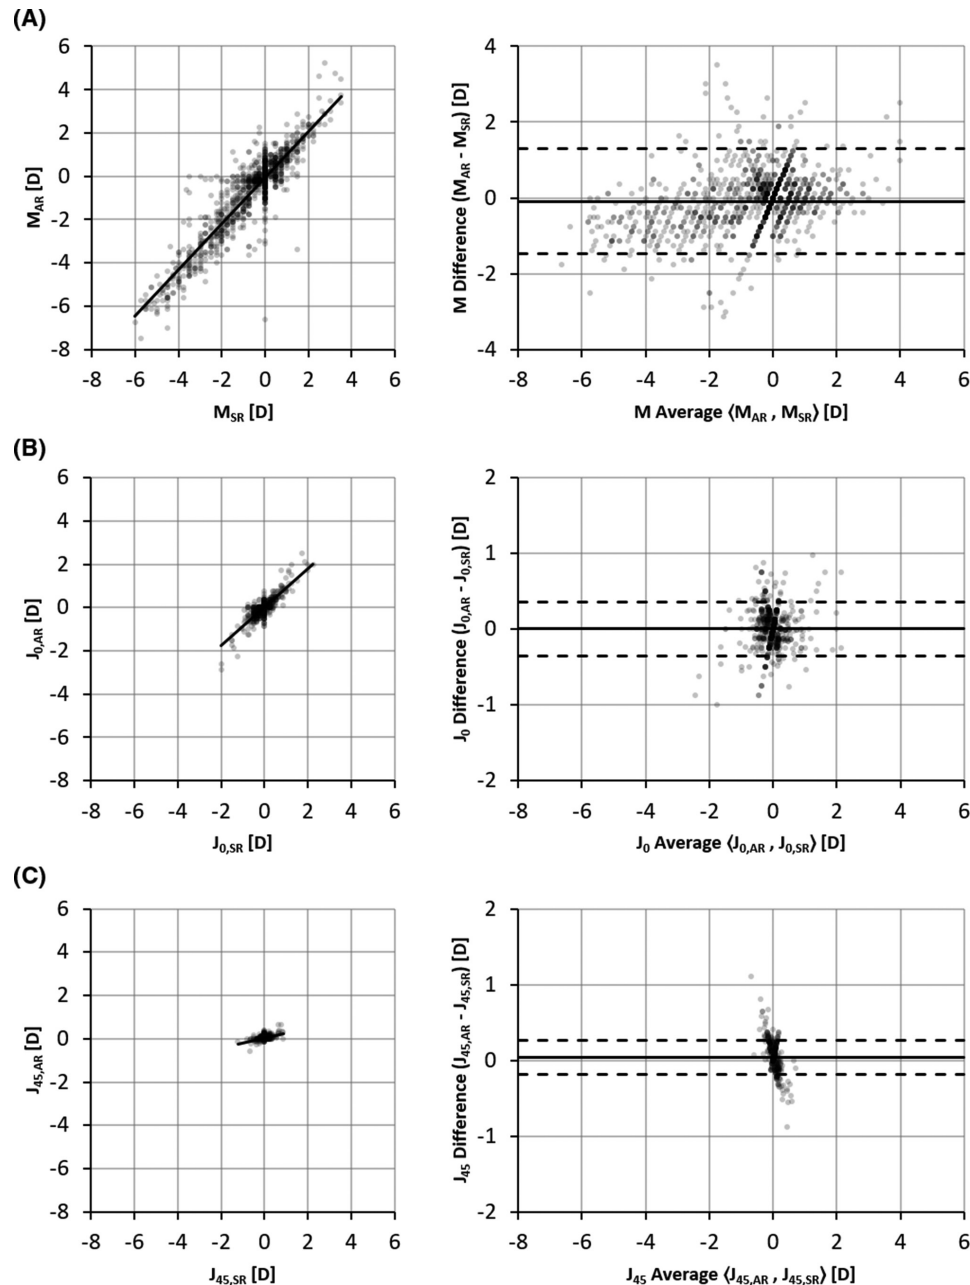 (A)
6
4
2
0
-2
-4
-6
-8
-8 -6 -4 -2 0 2 4 6
M_AR [D]
M_SR [D]
4
2
0
-2
-4
-8 -6 -4 -2 0 2 4 6
M Difference (M_AR - M_SR) [D]
M Average ⟨M_AR , M_SR⟩ [D]
(B)
6
4
2
0
-2
-4
-6
-8
-8 -6 -4 -2 0 2 4 6
J_0,AR [D]
J_0,SR [D]
2
1
0
-1
-2
-8 -6 -4 -2 0 2 4 6
J_0 Difference (J_0,AR - J_0,SR) [D]
J_0 Average ⟨J_0,AR , J_0,SR⟩ [D]
(C)
6
4
2
0
-2
-4
-6
-8
-8 -6 -4 -2 0 2 4 6
J_45,AR [D]
J_45,SR [D]
2
1
0
-1
-2
-8 -6 -4 -2 0 2 4 6
J_45 Difference (J_45,AR - J_45,SR) [D]
J_45 Average ⟨J_45,AR , J_45,SR⟩ [D]